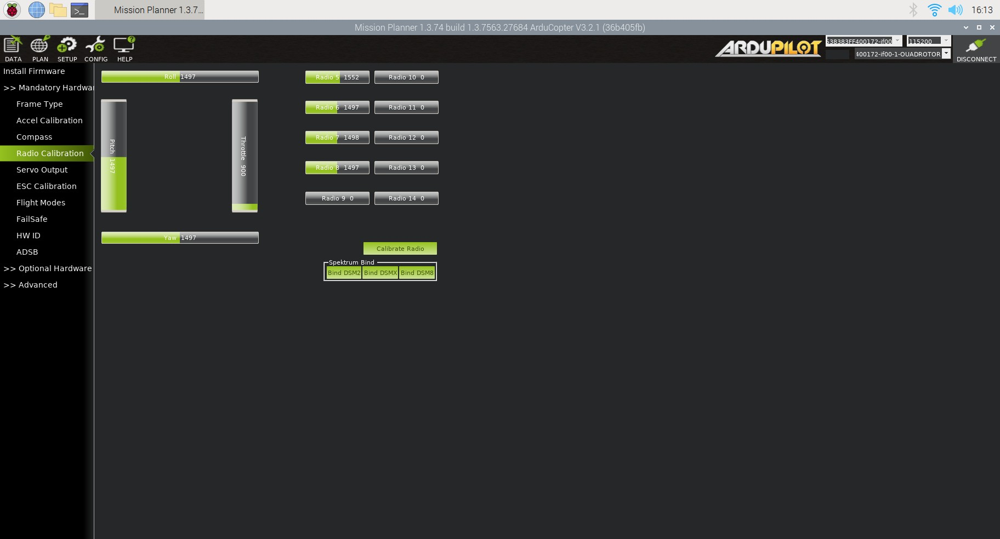 Mission Planner 1.3.7...
16:13
Mission Planner 1.3.74 build 1.3.7563.27684 ArduCopter V3.2.1 (36b405fb)
DATA PLAN SETUP CONFIG HELP
ARDUPILOT
538383FF400172-if00 115200
400172-if00-1-QUADROTOR
DISCONNECT
Install Firmware
>> Mandatory Hardwar
Frame Type
Accel Calibration
Compass
Radio Calibration
Servo Output
ESC Calibration
Flight Modes
FailSafe
HW ID
ADSB
>> Optional Hardware
>> Advanced
Roll 1497
Pitch 1497
Throttle 900
Yaw 1497
Radio 5 1552 Radio 10 0
Radio 6 1497 Radio 11 0
Radio 7 1498 Radio 12 0
Radio 8 1497 Radio 13 0
Radio 9 0 Radio 14 0
Calibrate Radio
Spektrum Bind
Bind DSM2 Bind DSMX Bind DSM8